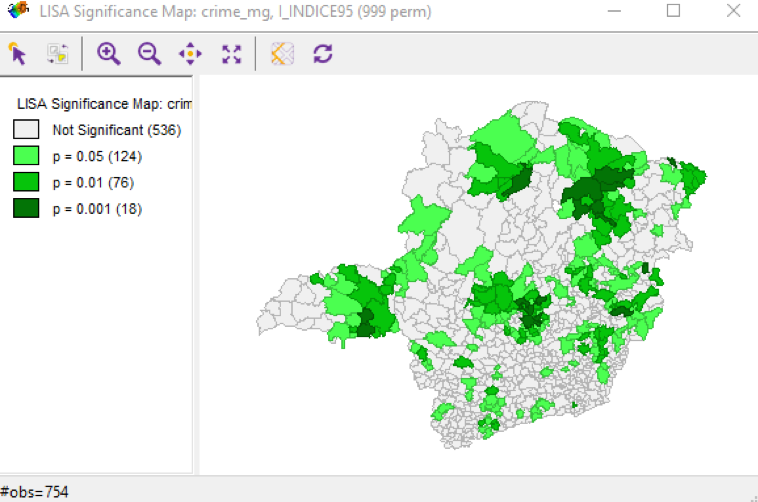 LISA Significance Map: crime_mg, I_INDICE95 (999 perm)
LISA Significance Map: crim
Not Significant (536)
p = 0.05 (124)
p = 0.01 (76)
p = 0.001 (18)
#obs=754